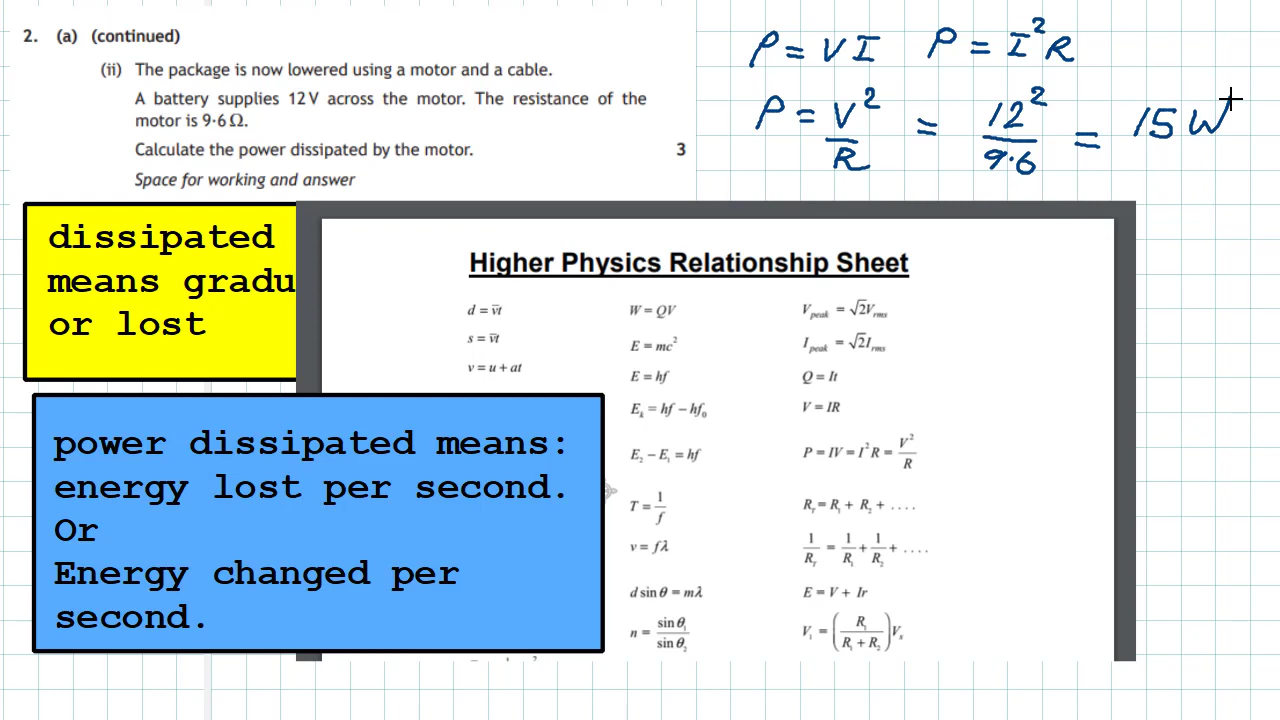 2. (a) (continued)
(ii) The package is now lowered using a motor and a cable.
A battery supplies 12 V across the motor. The resistance of the
motor is 9·6 Ω.
Calculate the power dissipated by the motor. 3
Space for working and answer
P = VI P = I²R
P = V²/R = 12²/9·6 = 15 W
dissipated
means gradu
or lost
power dissipated means:
energy lost per second.
Or
Energy changed per
second.
Higher Physics Relationship Sheet
d = v̄t
s = v̄t
v = u + at
W = QV
E = mc²
E = hf
Eₖ = hf − hf₀
E₂ − E₁ = hf
T = 1/f
v = fλ
d sin θ = mλ
n = sin θ₁/sin θ₂
V_peak = √2V_rms
I_peak = √2I_rms
Q = It
V = IR
P = IV = I²R = V²/R
R_T = R₁ + R₂ + . . . .
1/R_T = 1/R₁ + 1/R₂ + . . . .
E = V + Ir
V₁ = (R₁/(R₁ + R₂))V_s